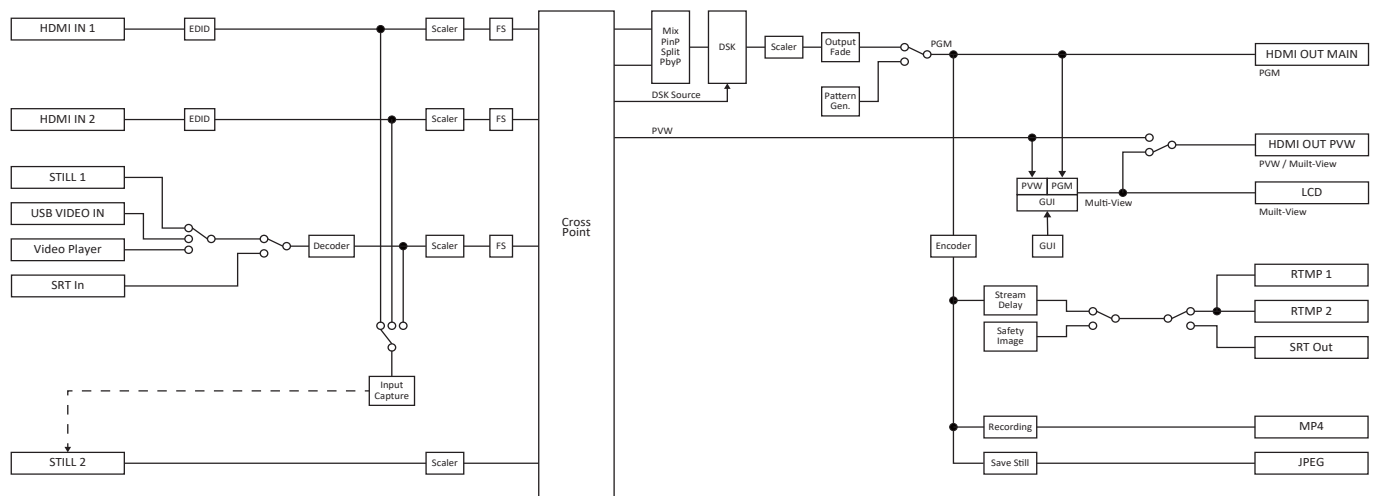 HDMI IN 1
EDID
Scaler
FS
Mix
PinP
Split
PbyP
DSK
Scaler
Output
Fade
PGM
HDMI OUT MAIN
PGM
Pattern
Gen.
DSK Source
HDMI IN 2
EDID
Scaler
FS
PVW
HDMI OUT PVW
PVW / Muilt-View
STILL 1
USB VIDEO IN
Video Player
SRT In
Decoder
Scaler
FS
Cross
Point
PVW
PGM
GUI
Multi-View
LCD
Muilt-View
Encoder
GUI
Stream
Delay
Safety
Image
RTMP 1
RTMP 2
SRT Out
Input
Capture
Recording
MP4
STILL 2
Scaler
Save Still
JPEG